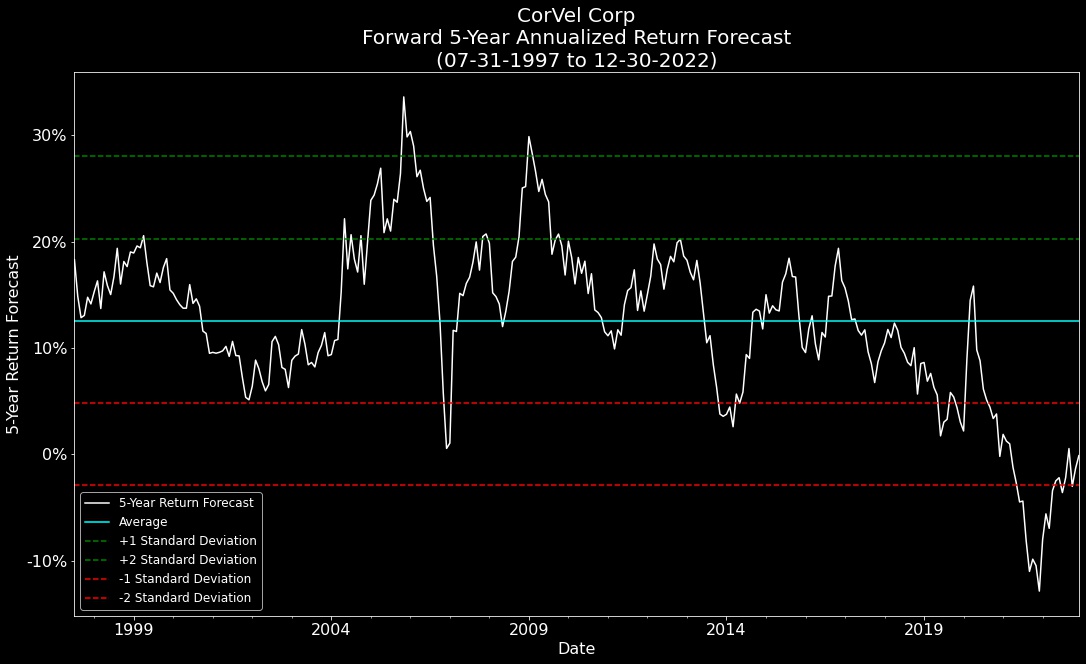 CorVel Corp
Forward 5-Year Annualized Return Forecast
(07-31-1997 to 12-30-2022)
5-Year Return Forecast
30%
20%
10%
0%
-10%
5-Year Return Forecast
Average
+1 Standard Deviation
+2 Standard Deviation
-1 Standard Deviation
-2 Standard Deviation
1999 2004 2009 2014 2019
Date